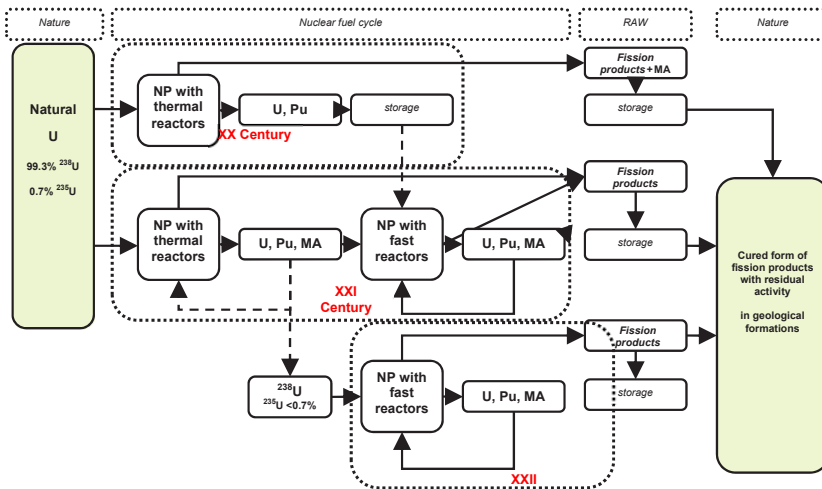 Nature
Nuclear fuel cycle
RAW
Nature
Natural
U
99.3% ²³⁸U
0.7% ²³⁵U
NP with
thermal
reactors
U, Pu
storage
XX Century
Fission
products+MA
storage
NP with
thermal
reactors
U, Pu, MA
NP with
fast
reactors
U, Pu, MA
XXI
Century
Fission
products
storage
²³⁸U
²³⁵U <0.7%
NP with
fast
reactors
U, Pu, MA
XXII
Fission
products
storage
Cured form of
fission products
with residual
activity
in geological
formations